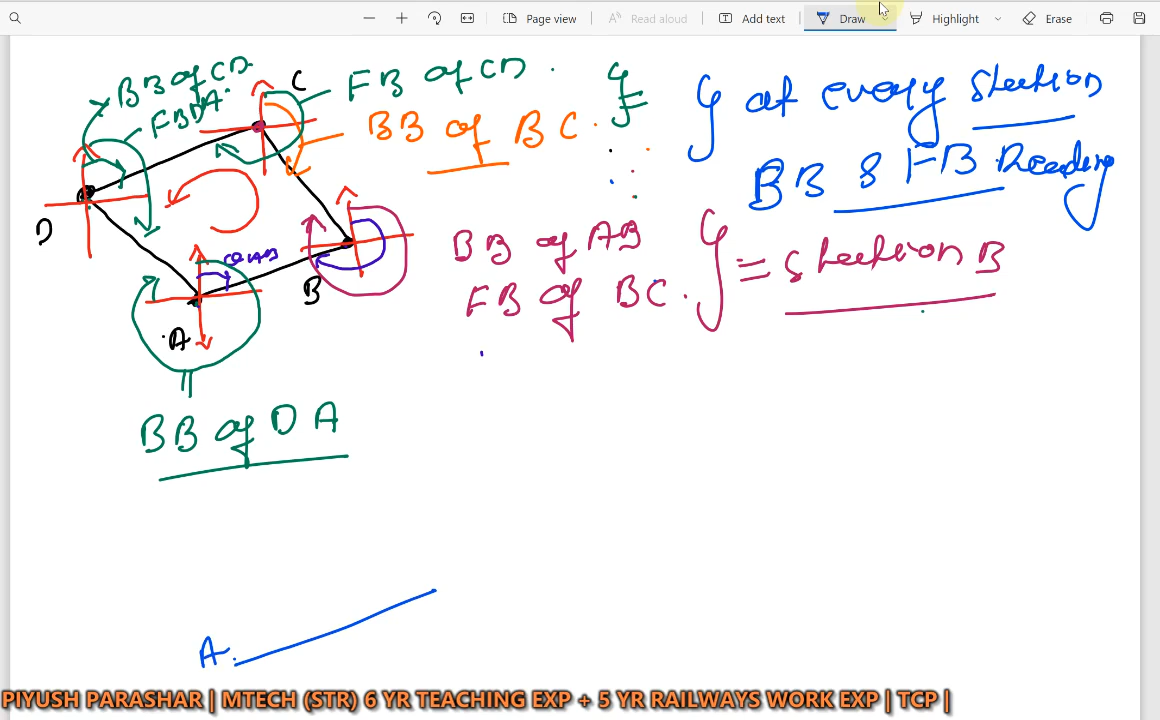 Page view
Read aloud
Add text
Draw
Highlight
Erase
BB of CD.
FB DA.
C
FB of CD.
BB of BC.
at every
BB & FB Reading
D
B
A
BB of AB
FB of BC.
=
B
BB of DA
A.
PIYUSH PARASHAR | MTECH (STR) 6 YR TEACHING EXP + 5 YR RAILWAYS WORK EXP | TCP |